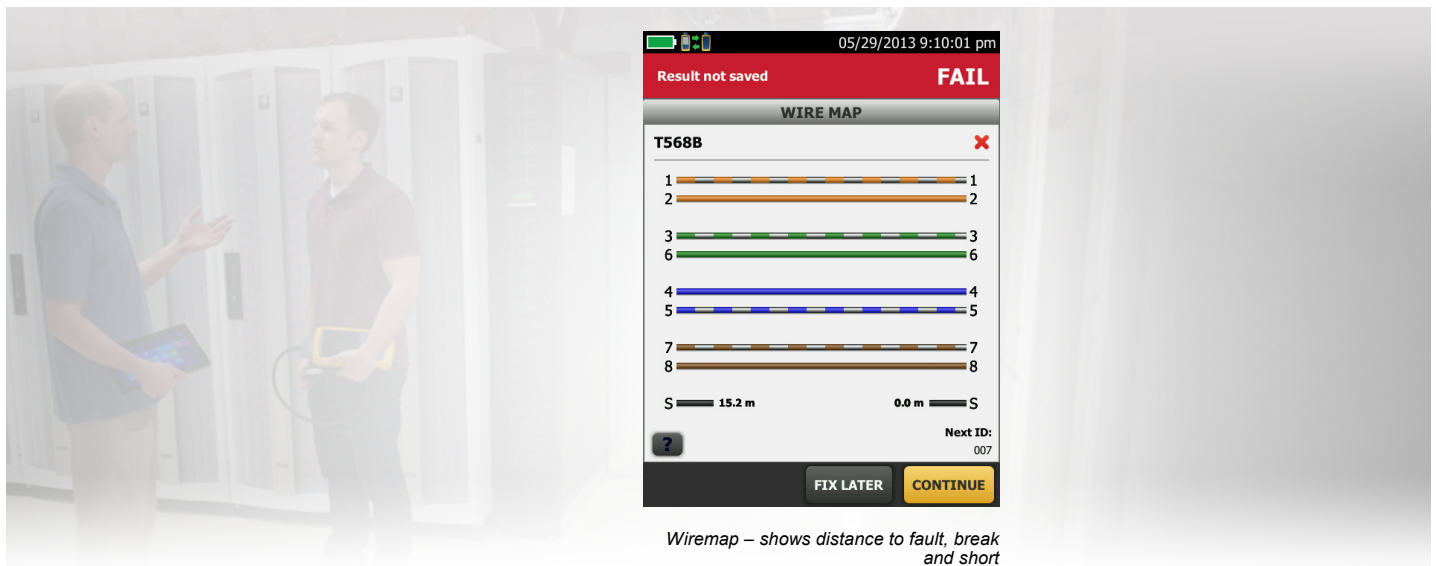 05/29/2013 9:10:01 pm
Result not saved FAIL
WIRE MAP
T568B
1 1
2 2
3 3
6 6
4 4
5 5
7 7
8 8
S 15.2 m 0.0 m S
Next ID:
? 007
FIX LATER CONTINUE
Wiremap – shows distance to fault, break
and short